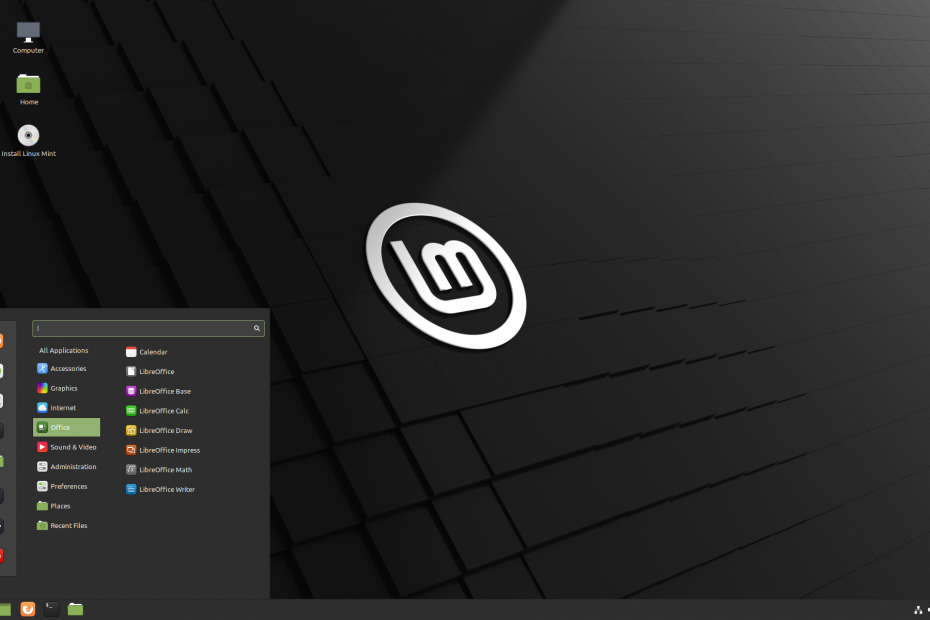 Computer
Home
Install Linux Mint
lm
All Applications
Accessories
Graphics
Internet
Office
Sound & Video
Administration
Preferences
Places
Recent Files
Calendar
LibreOffice
LibreOffice Base
LibreOffice Calc
LibreOffice Draw
LibreOffice Impress
LibreOffice Math
LibreOffice Writer